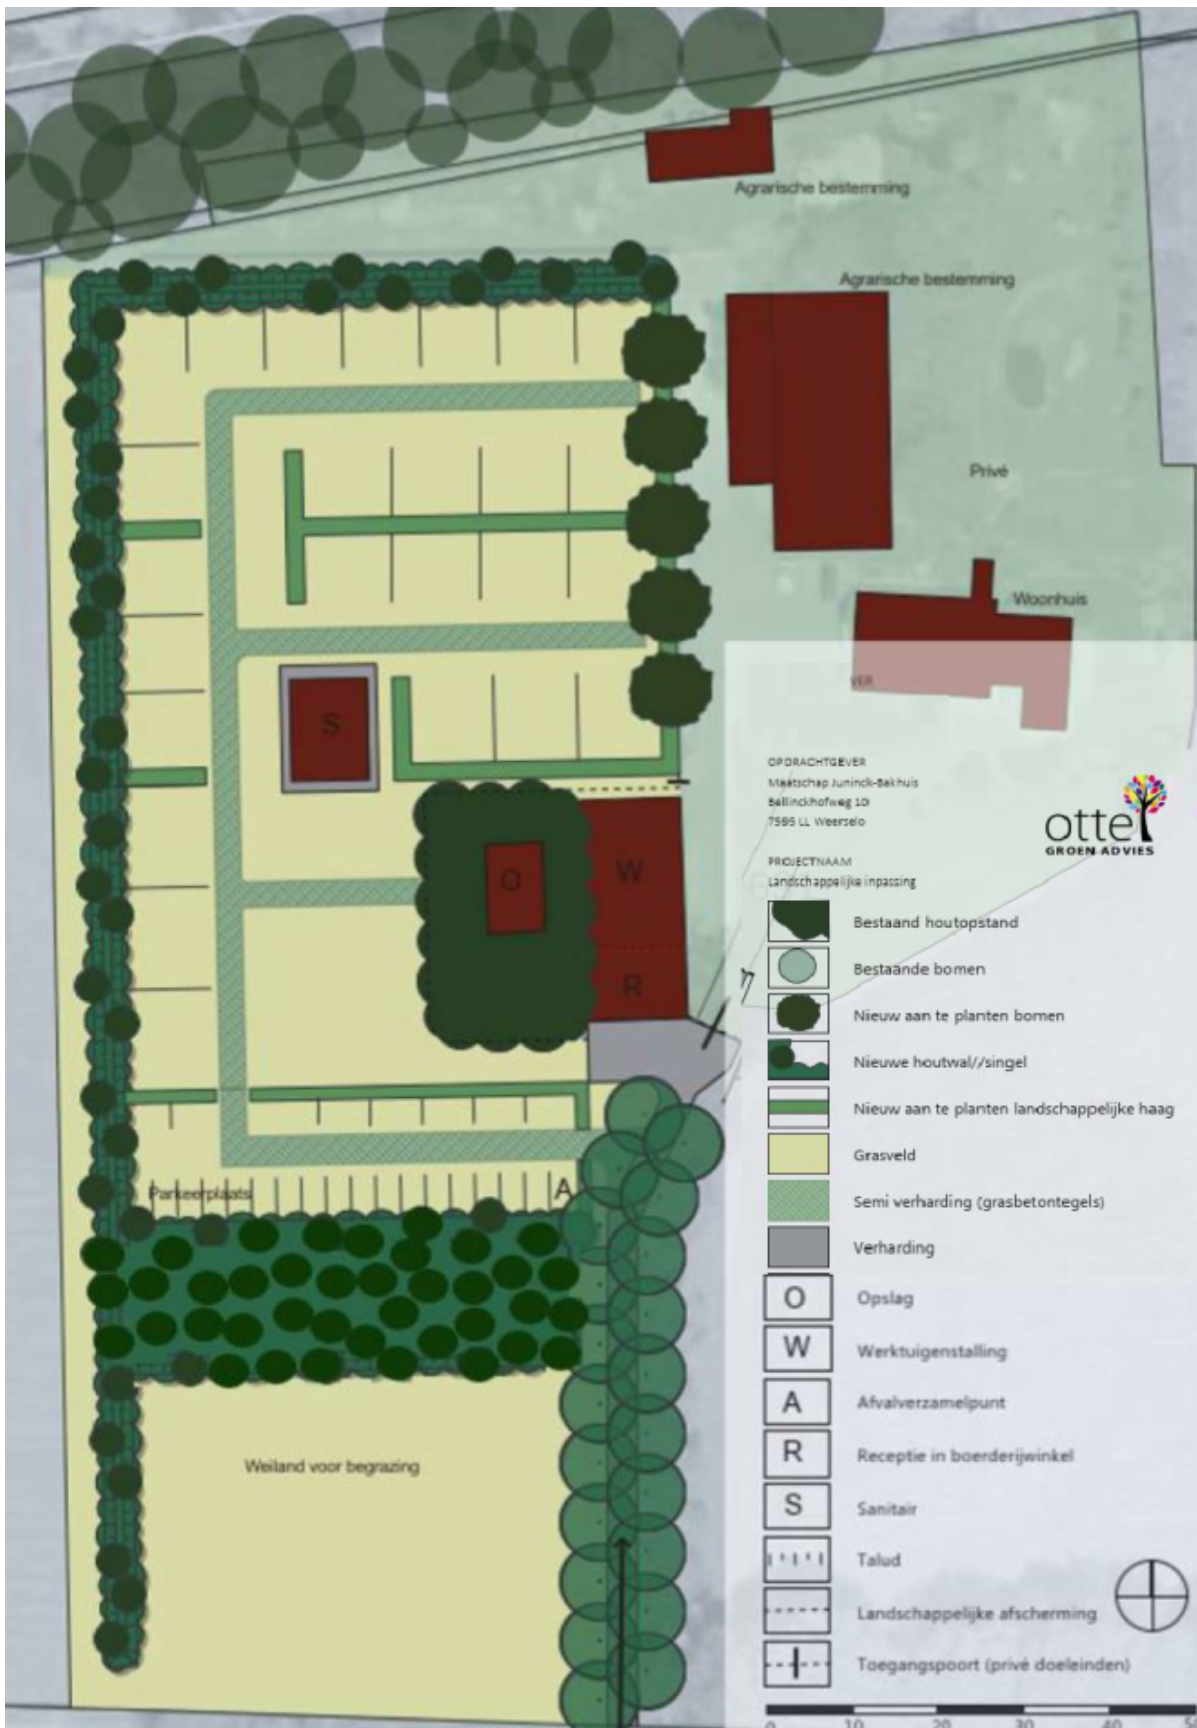 Agrarische bestemming
Agrarische bestemming
Privé
Woonhuis
VER
S
O
W
R
Parkeerplaats
A
Weiland voor begrazing
OPDRACHTGEVER
Maatschap Juninck-Bakhuis
Bellinckhofweg 10
7595 LL Weerselo
otte
GROEN ADVIES
PROJECTNAAM
Landschappelijke inpassing
Bestaand houtopstand
Bestaande bomen
Nieuw aan te planten bomen
Nieuwe houtwal//singel
Nieuw aan te planten landschappelijke haag
Grasveld
Semi verharding (grasbetontegels)
Verharding
O Opslag
W Werktuigenstalling
A Afvalverzamelpunt
R Receptie in boerderijwinkel
S Sanitair
Talud
Landschappelijke afscherming
Toegangspoort (privé doeleinden)
0 10 20 30 40